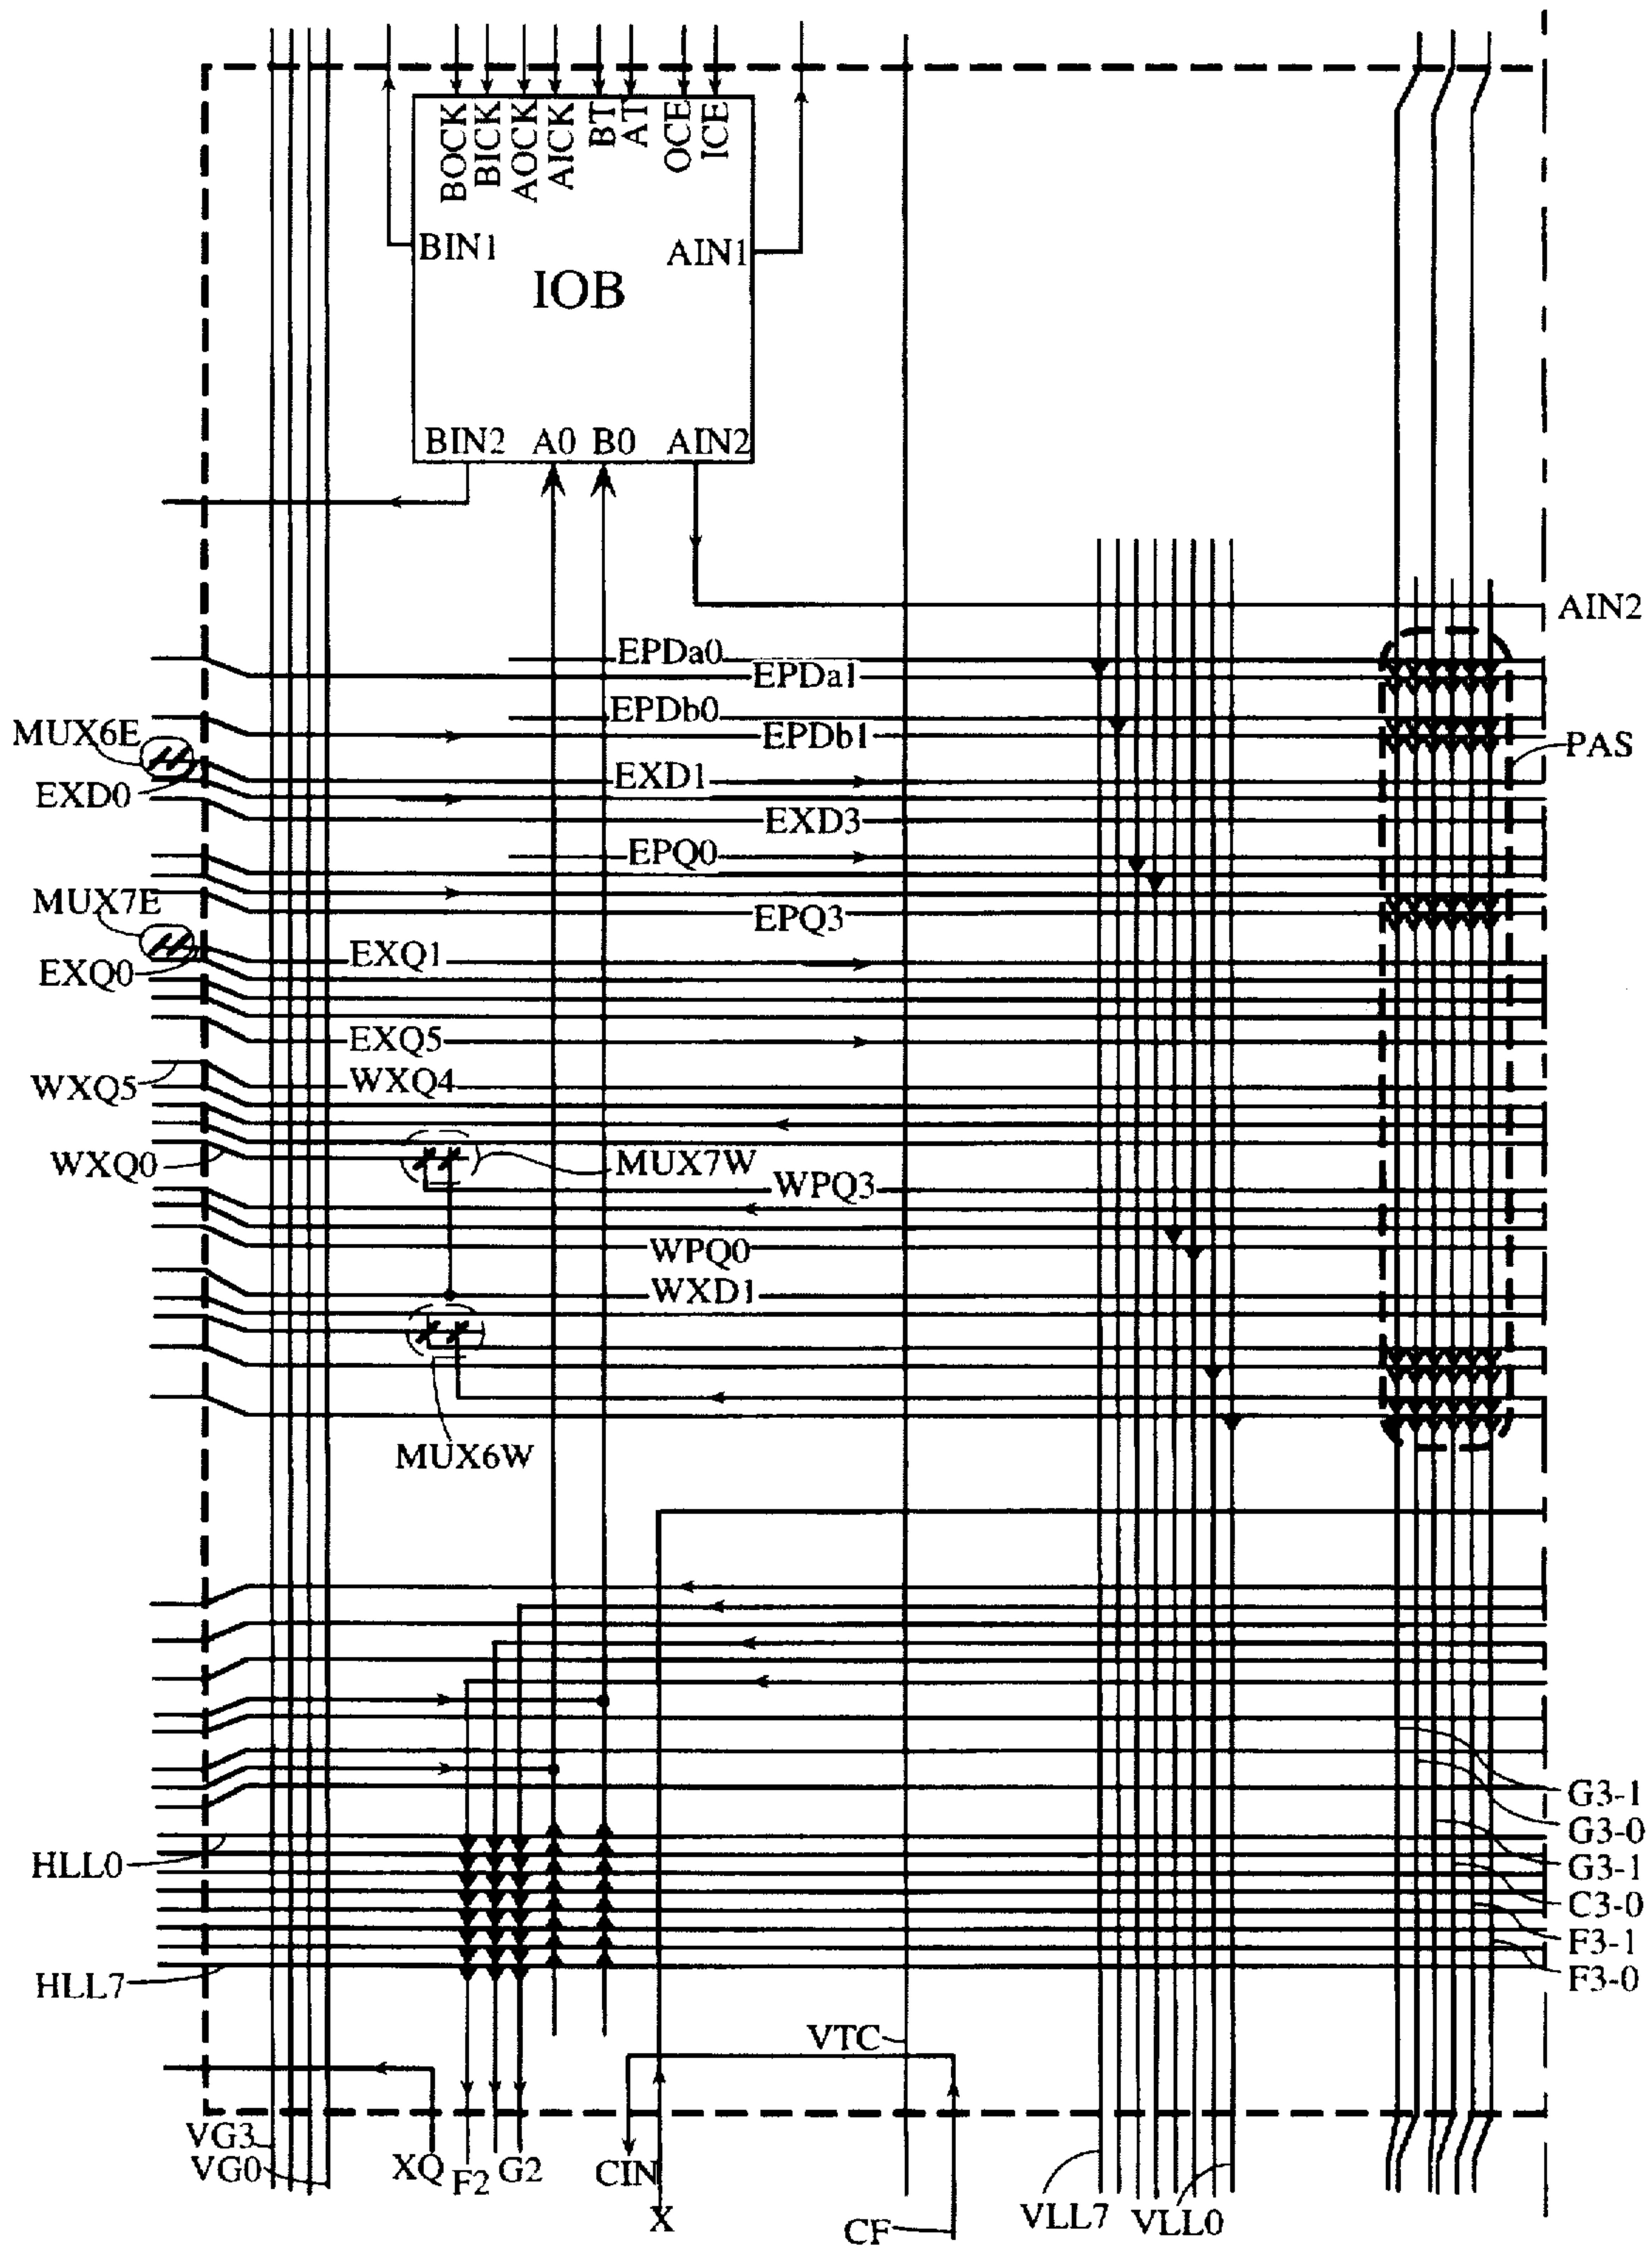 BOCK
BICK
AOCK
AICK
BT
AT
OCE
ICE
BIN1
AIN1
IOB
BIN2 A0 B0 AIN2
AIN2
EPDa0
EPDa1
EPDb0
EPDb1
MUX6E
PAS
EXD0
EXD1
EXD3
EPQ0
MUX7E
EPQ3
EXQ0
EXQ1
EXQ5
WXQ5
WXQ4
WXQ0
MUX7W
WPQ3
WPQ0
WXD1
MUX6W
G3-1
G3-0
HLL0
G3-1
C3-0
F3-1
F3-0
HLL7
VTC
VG3
VG0
XQ
F2
G2
CIN
X
CF
VLL7
VLL0